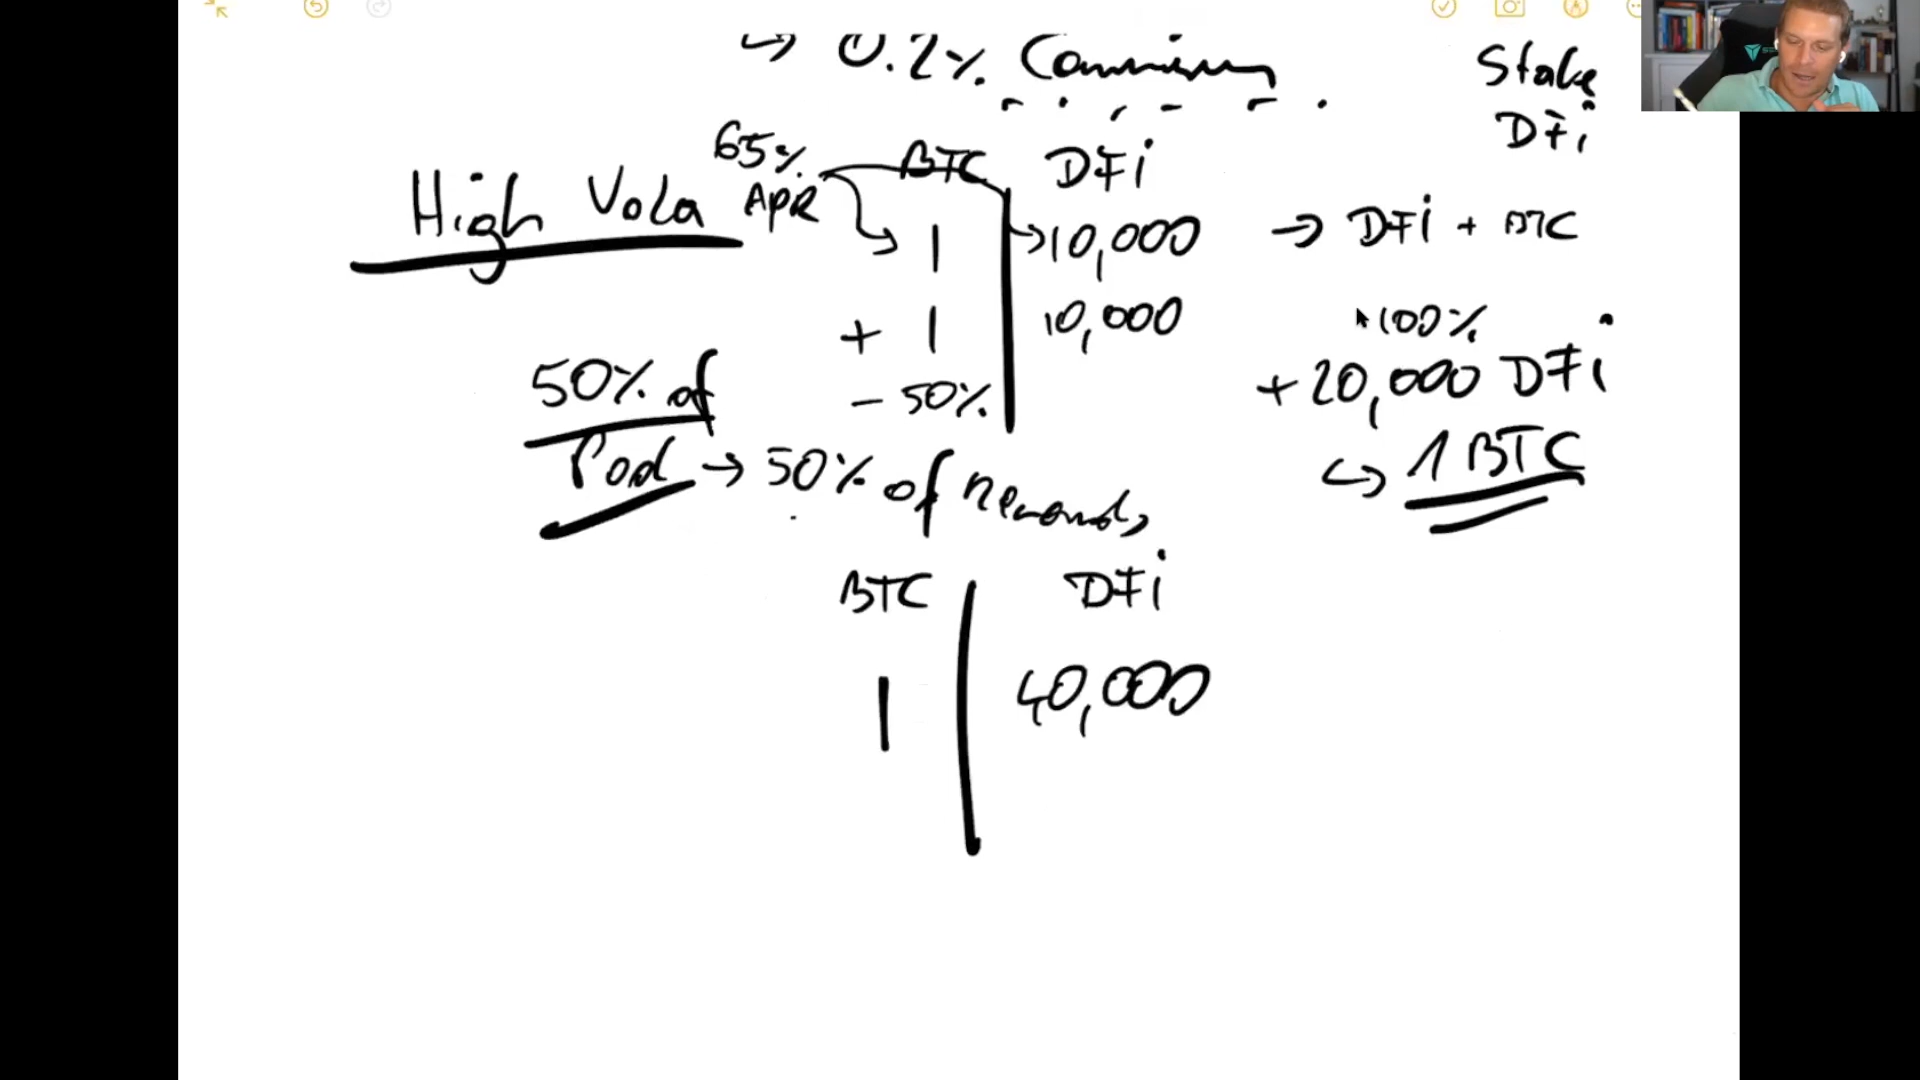 ↪ 0.2% Commission
Stake
DFi
65%
APR
BTC DFi
High Vola
1 →10,000 → DFi + BTC
+ 1 10,000
100%
+20,000 DFi
50% of
- 50%
Pool → 50% of rewards
↪ 1 BTC
BTC DFi
1 40,000